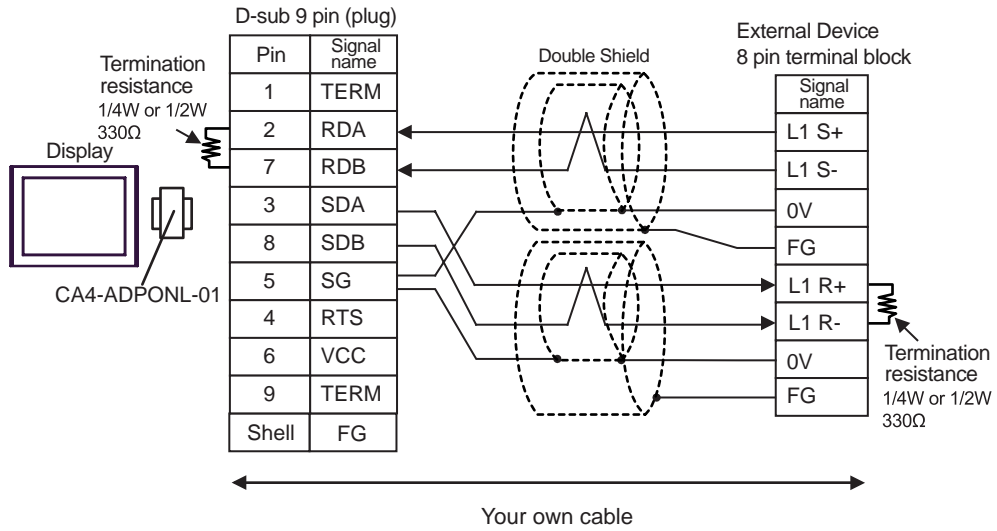 D-sub 9 pin (plug)
Pin Signal name
1 TERM
2 RDA
7 RDB
3 SDA
8 SDB
5 SG
4 RTS
6 VCC
9 TERM
Shell FG
Termination
resistance
1/4W or 1/2W
330Ω
Display
CA4-ADPONL-01
Double Shield
External Device
8 pin terminal block
Signal
name
L1 S+
L1 S-
0V
FG
L1 R+
L1 R-
0V
FG
Termination
resistance
1/4W or 1/2W
330Ω
Your own cable